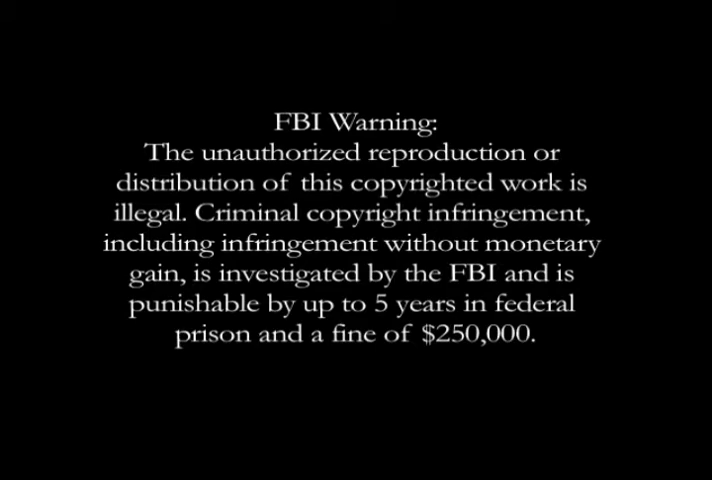 FBI Warning:
The unauthorized reproduction or
distribution of this copyrighted work is
illegal. Criminal copyright infringement,
including infringement without monetary
gain, is investigated by the FBI and is
punishable by up to 5 years in federal
prison and a fine of $250,000.